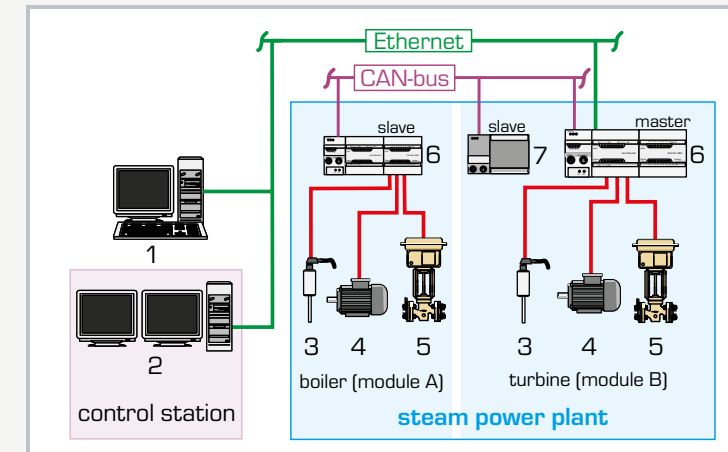 Ethernet
CAN-bus
slave
6
slave
7
master
6
1
2
control station
3 4 5
boiler (module A)
3 4 5
turbine (module B)
steam power plant